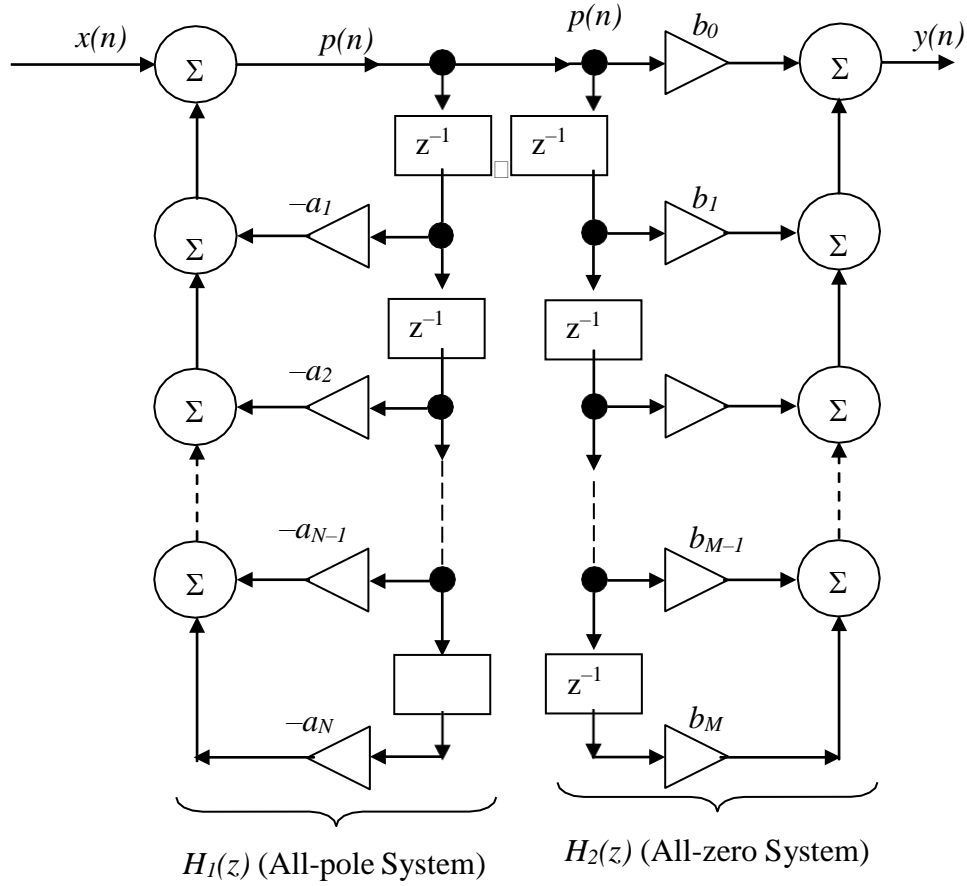 x(n) p(n) p(n) b0 y(n)
Σ Σ
z–1 z–1
–a1 b1
Σ Σ
z–1 z–1
–a2
Σ Σ
–aN–1 bM–1
Σ Σ
z–1
–aN bM
H1(z) (All-pole System) H2(z) (All-zero System)